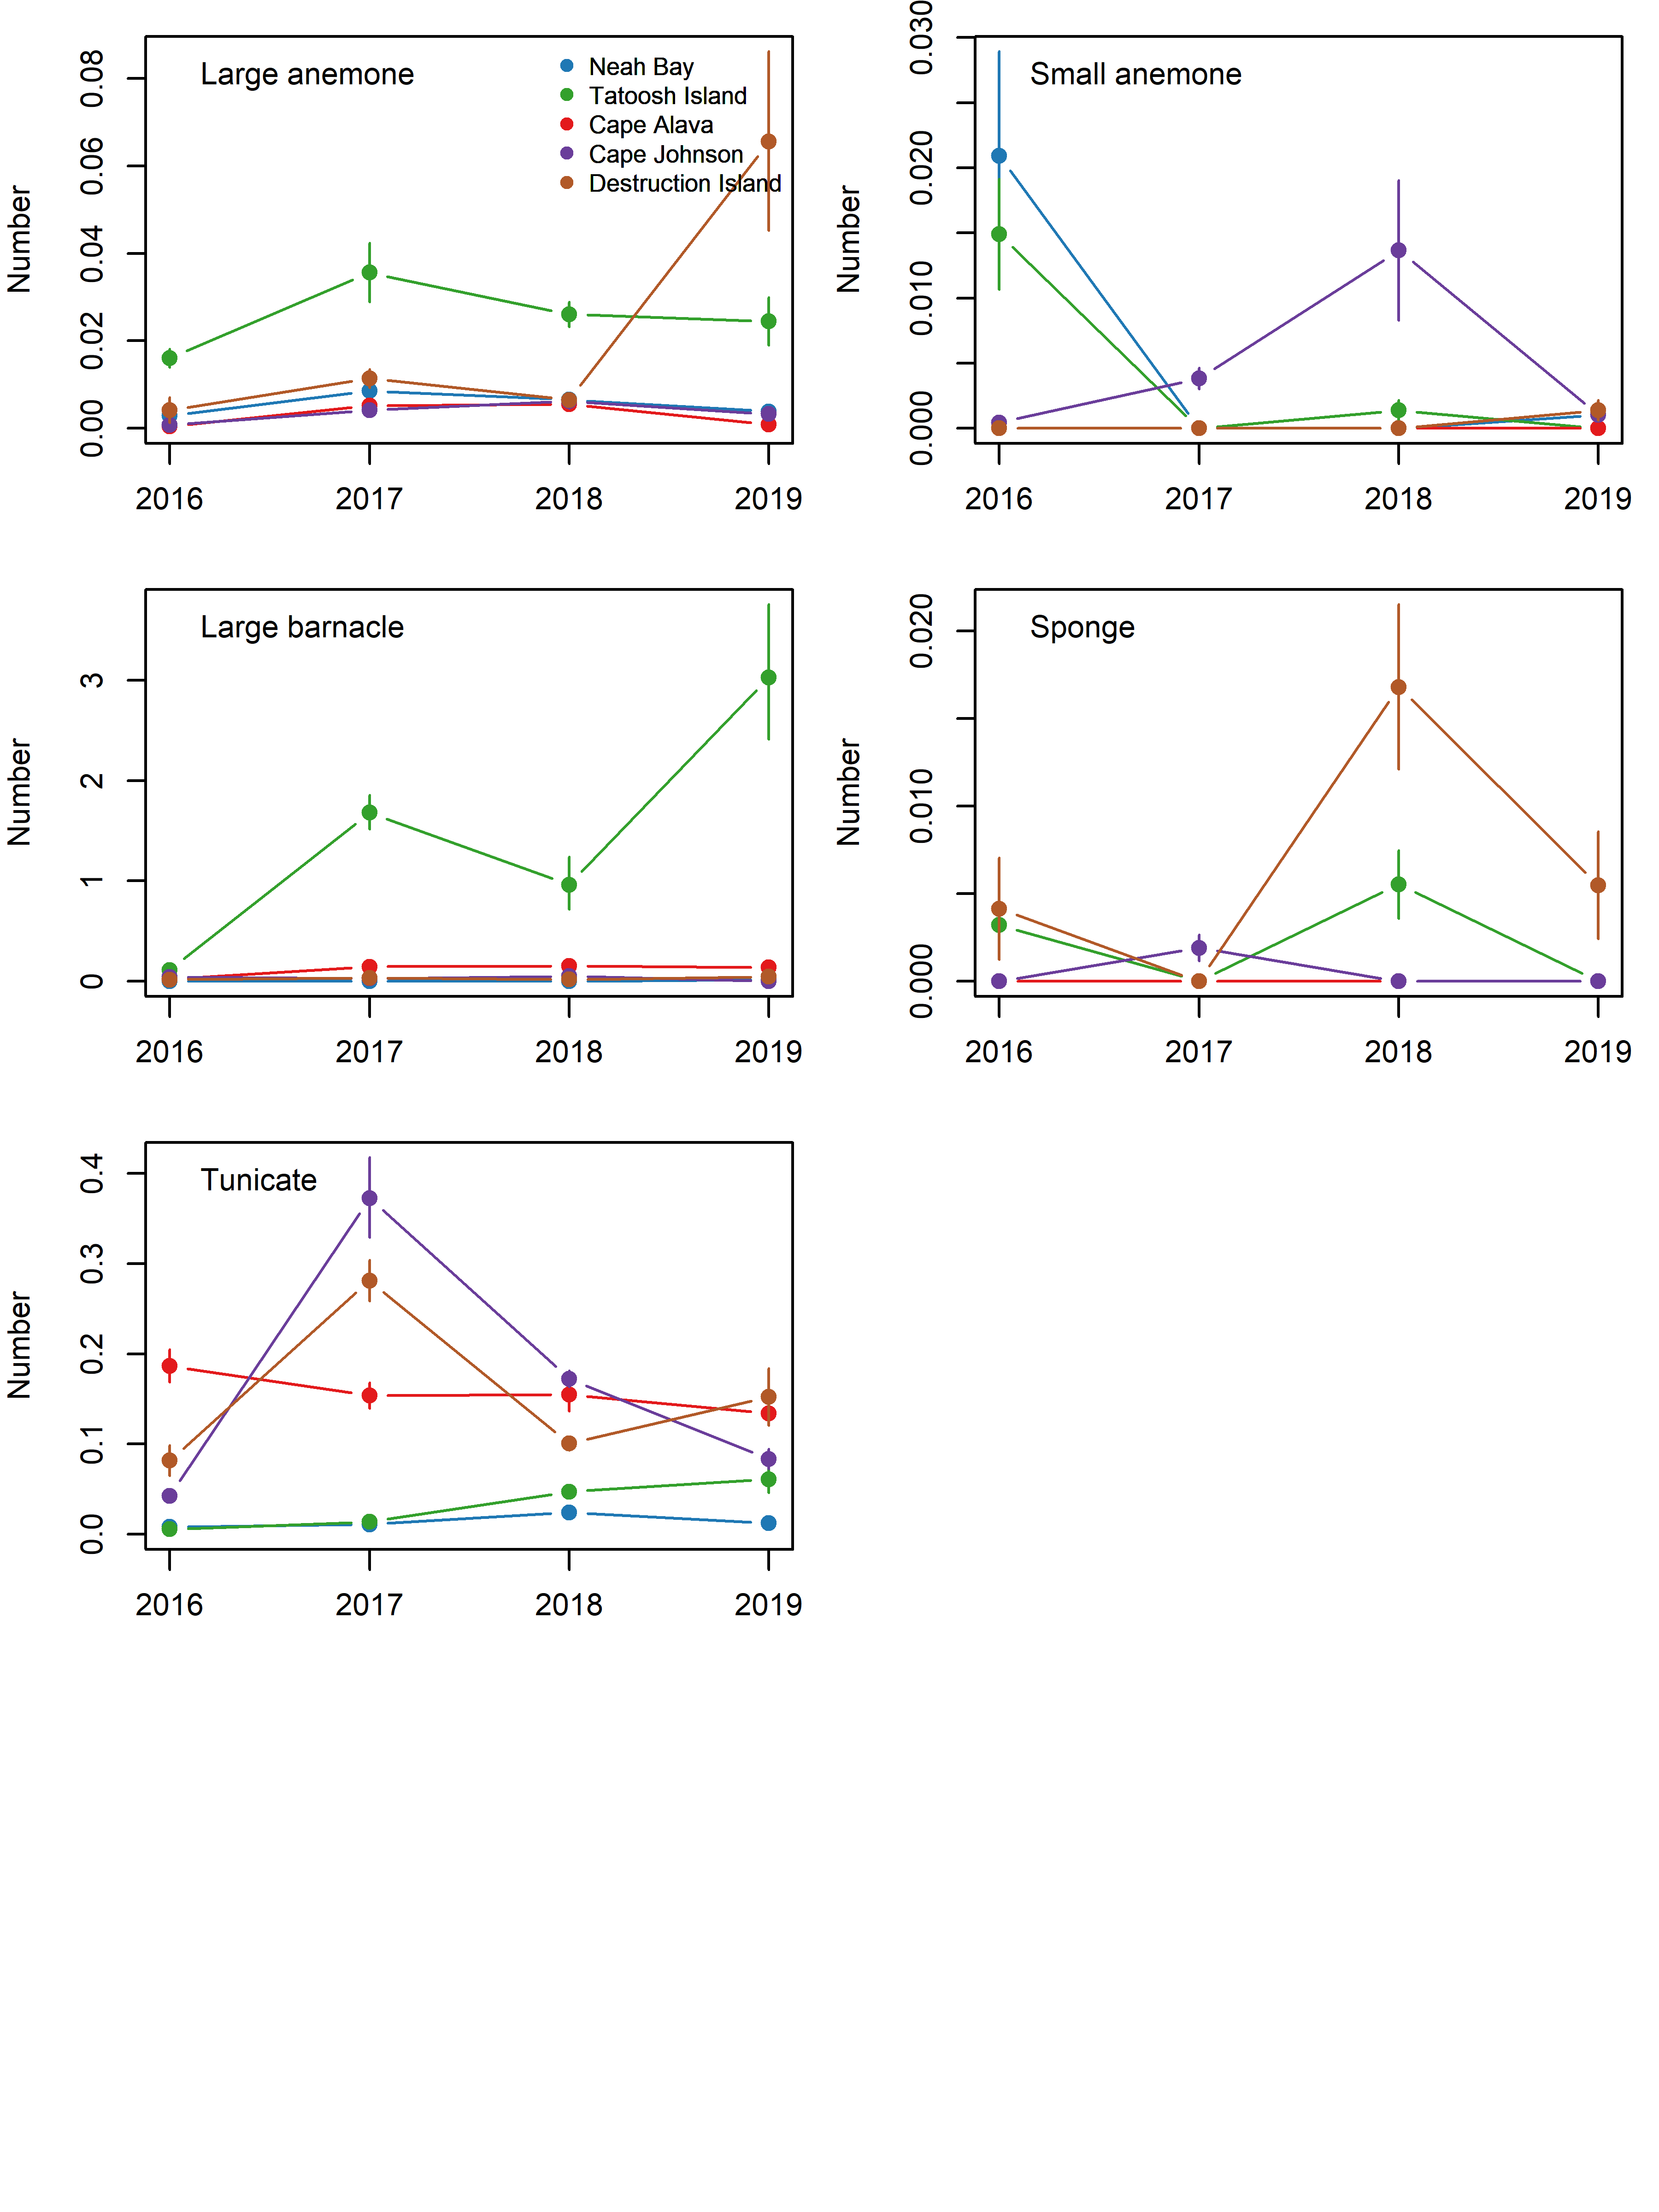 Large anemone
Neah Bay
Tatoosh Island
Cape Alava
Cape Johnson
Destruction Island
Number
0.00
0.02
0.04
0.06
0.08
2016 2017 2018 2019
Small anemone
Number
0.000
0.010
0.020
0.030
2016 2017 2018 2019
Large barnacle
Number
0
1
2
3
2016 2017 2018 2019
Sponge
Number
0.000
0.010
0.020
2016 2017 2018 2019
Tunicate
Number
0.0
0.1
0.2
0.3
0.4
2016 2017 2018 2019